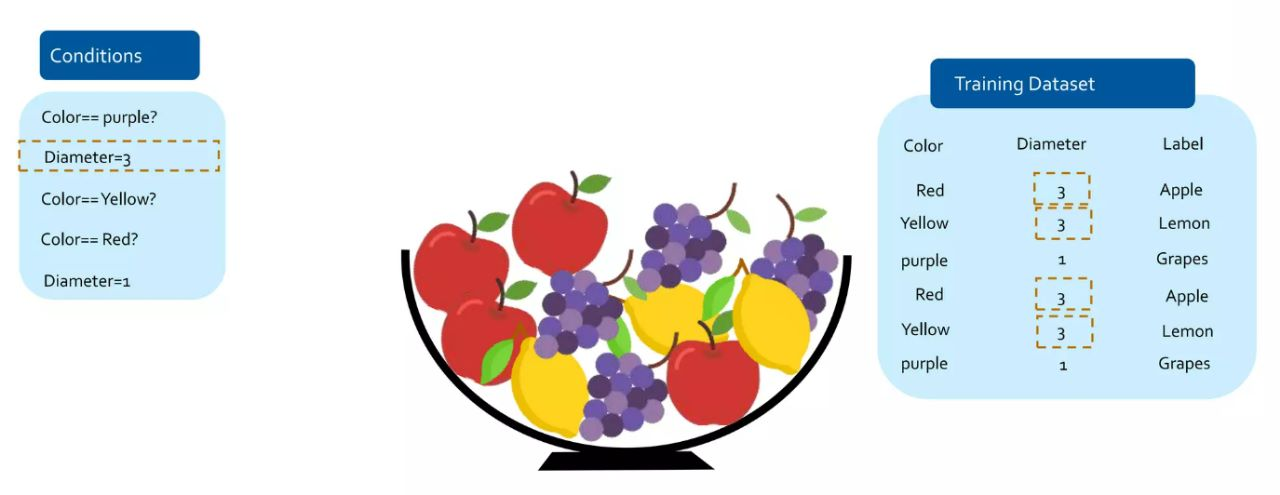 Conditions
Color== purple?
Diameter=3
Color== Yellow?
Color== Red?
Diameter=1
Training Dataset
Color Diameter Label
Red 3 Apple
Yellow 3 Lemon
purple 1 Grapes
Red 3 Apple
Yellow 3 Lemon
purple 1 Grapes